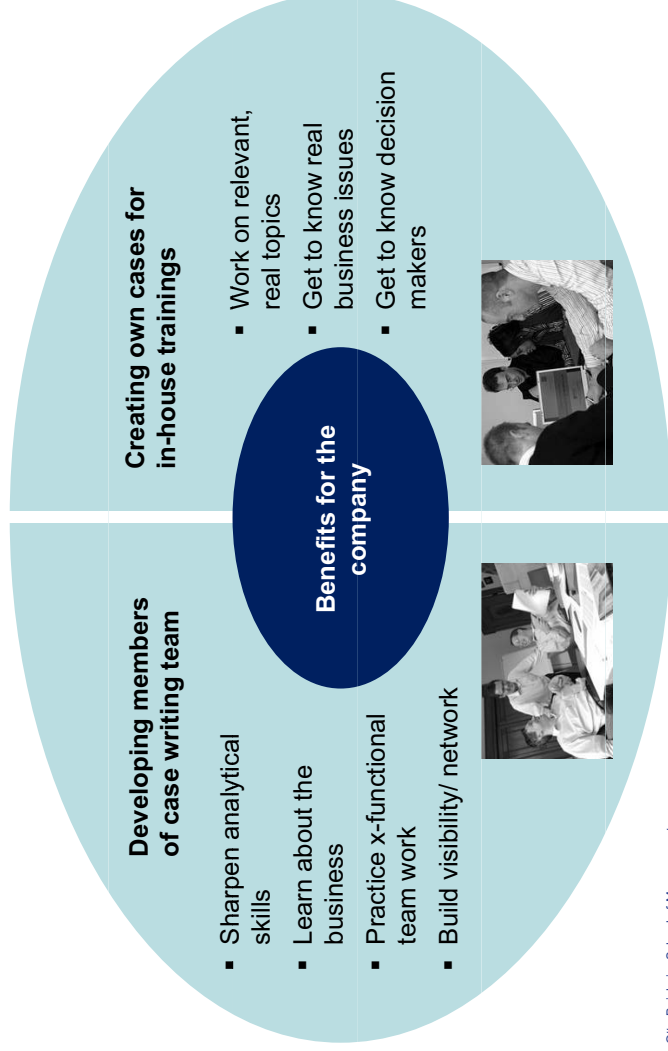 Developing members
of case writing team
▪ Sharpen analytical
skills
▪ Learn about the
business
▪ Practice x-functional
team work
▪ Build visibility/ network
Benefits for the
company
Creating own cases for
in-house trainings
▪ Work on relevant,
real topics
▪ Get to know real
business issues
▪ Get to know decision
makers